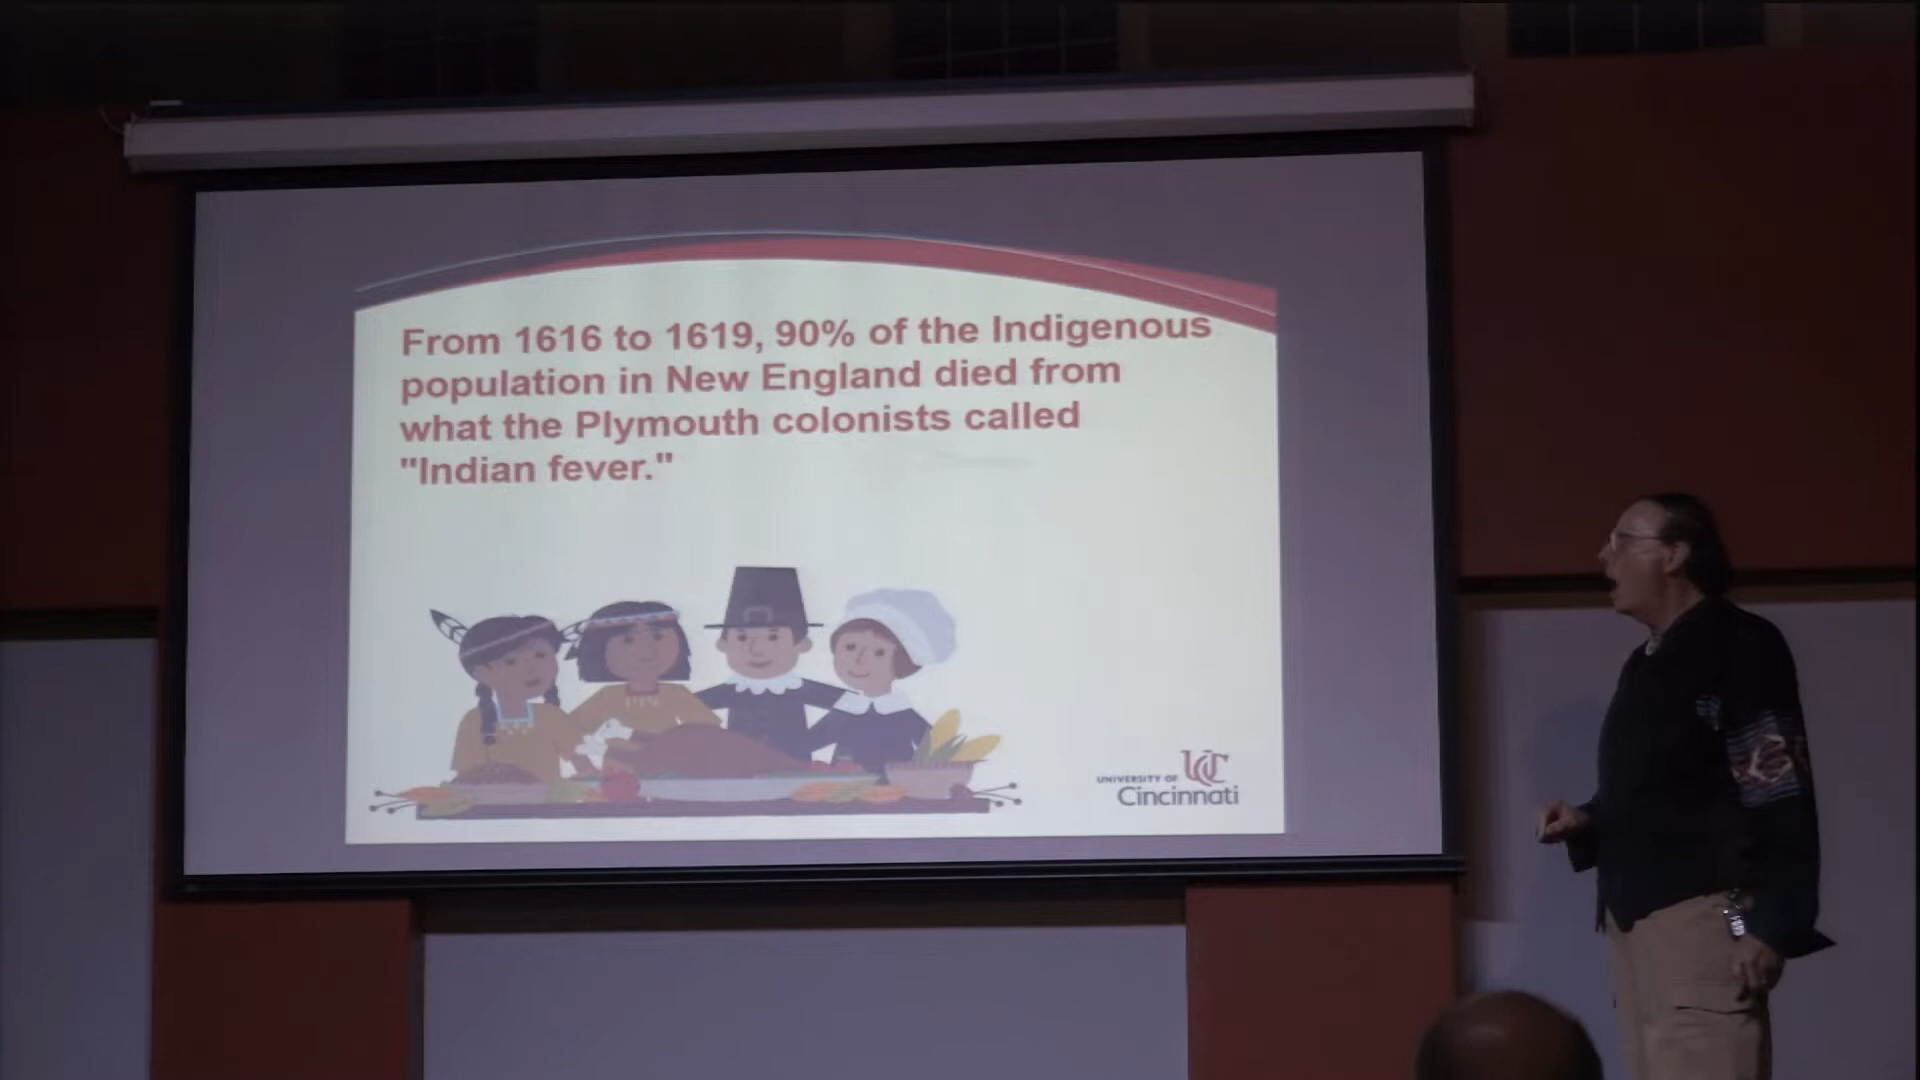 From 1616 to 1619, 90% of the Indigenous
population in New England died from
what the Plymouth colonists called
"Indian fever."
UC
UNIVERSITY OF
Cincinnati